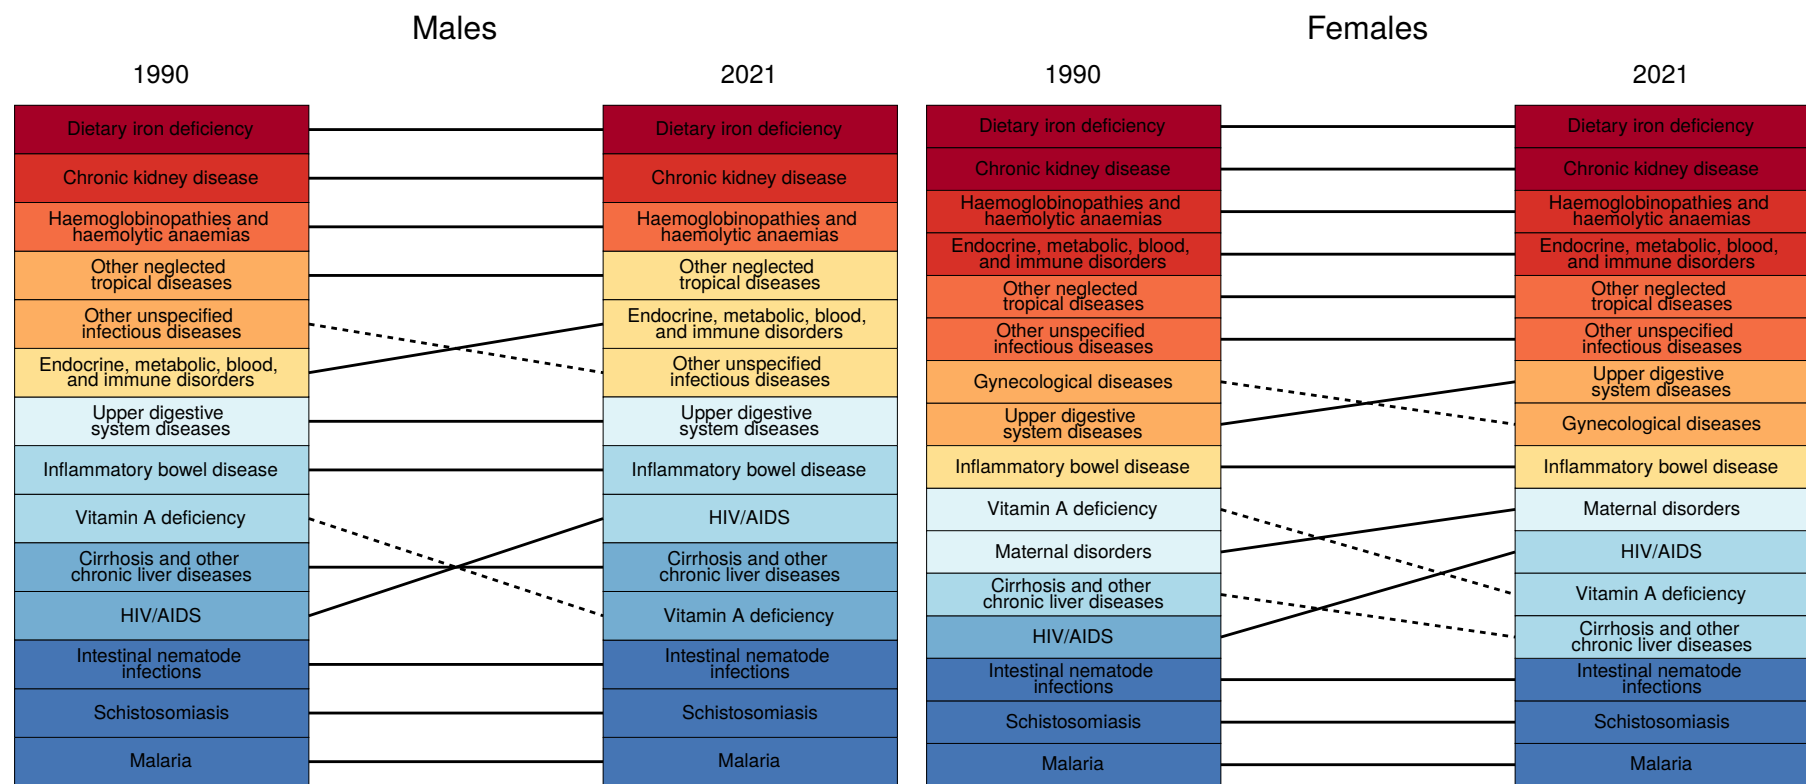 Males
1990
2021
Dietary iron deficiency
Chronic kidney disease
Haemoglobinopathies and
haemolytic anaemias
Other neglected
tropical diseases
Other unspecified
infectious diseases
Endocrine, metabolic, blood,
and immune disorders
Upper digestive
system diseases
Inflammatory bowel disease
Vitamin A deficiency
Cirrhosis and other
chronic liver diseases
HIV/AIDS
Intestinal nematode
infections
Schistosomiasis
Malaria
Dietary iron deficiency
Chronic kidney disease
Haemoglobinopathies and
haemolytic anaemias
Other neglected
tropical diseases
Endocrine, metabolic, blood,
and immune disorders
Other unspecified
infectious diseases
Upper digestive
system diseases
Inflammatory bowel disease
HIV/AIDS
Cirrhosis and other
chronic liver diseases
Vitamin A deficiency
Intestinal nematode
infections
Schistosomiasis
Malaria
Females
1990
2021
Dietary iron deficiency
Chronic kidney disease
Haemoglobinopathies and
haemolytic anaemias
Endocrine, metabolic, blood,
and immune disorders
Other neglected
tropical diseases
Other unspecified
infectious diseases
Gynecological diseases
Upper digestive
system diseases
Inflammatory bowel disease
Vitamin A deficiency
Maternal disorders
Cirrhosis and other
chronic liver diseases
HIV/AIDS
Intestinal nematode
infections
Schistosomiasis
Malaria
Dietary iron deficiency
Chronic kidney disease
Haemoglobinopathies and
haemolytic anaemias
Endocrine, metabolic, blood,
and immune disorders
Other neglected
tropical diseases
Other unspecified
infectious diseases
Upper digestive
system diseases
Gynecological diseases
Inflammatory bowel disease
Maternal disorders
HIV/AIDS
Vitamin A deficiency
Cirrhosis and other
chronic liver diseases
Intestinal nematode
infections
Schistosomiasis
Malaria